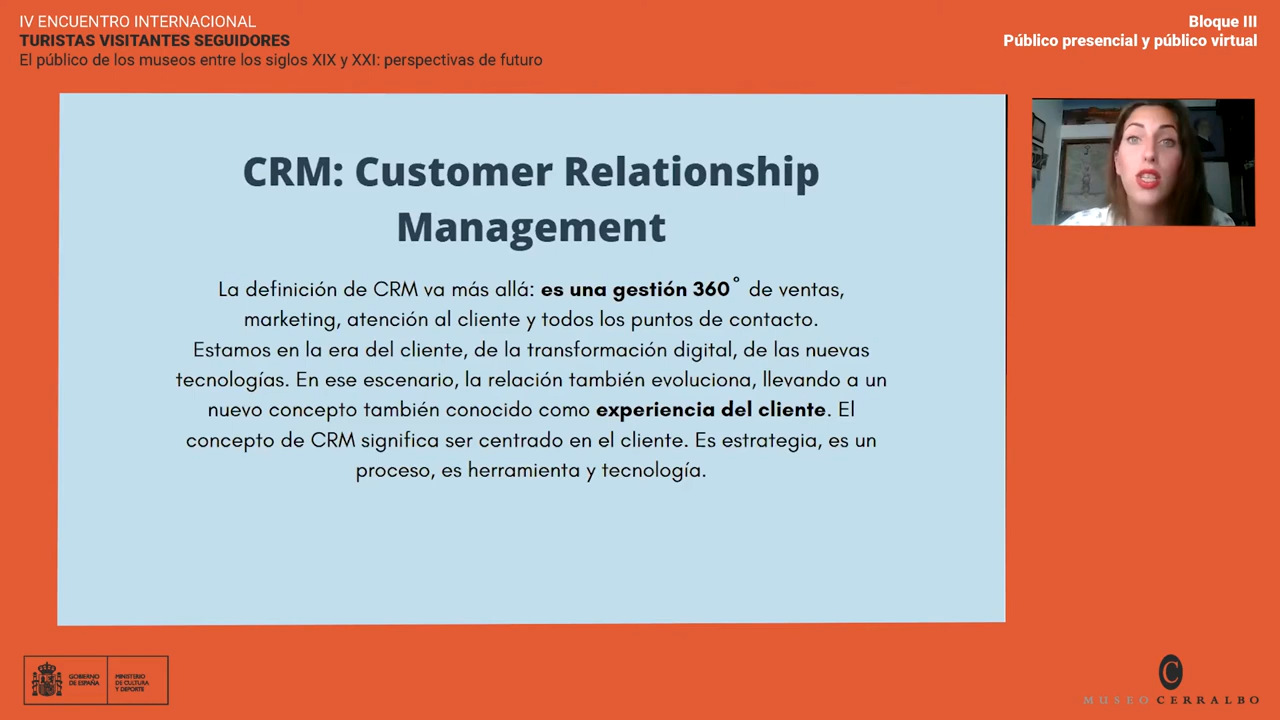 IV ENCUENTRO INTERNACIONAL
TURISTAS VISITANTES SEGUIDORES
El público de los museos entre los siglos XIX y XXI: perspectivas de futuro
Bloque III
Público presencial y público virtual
CRM: Customer Relationship
Management
La definición de CRM va más allá: es una gestión 360° de ventas,
marketing, atención al cliente y todos los puntos de contacto.
Estamos en la era del cliente, de la transformación digital, de las nuevas
tecnologías. En ese escenario, la relación también evoluciona, llevando a un
nuevo concepto también conocido como experiencia del cliente. El
concepto de CRM significa ser centrado en el cliente. Es estrategia, es un
proceso, es herramienta y tecnología.
GOBIERNO
DE ESPAÑA
MINISTERIO
DE CULTURA
Y DEPORTE
C
MUSEO CERRALBO